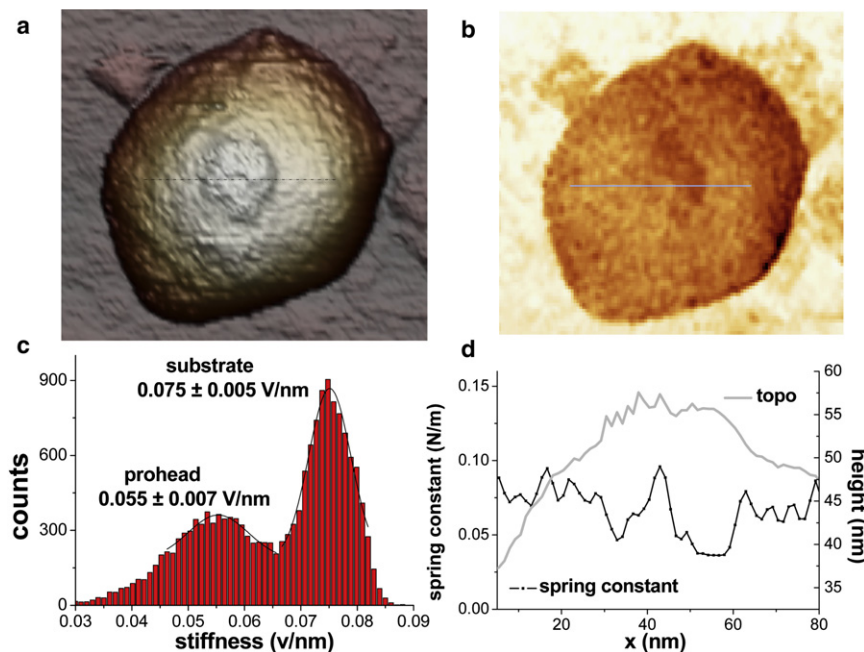 a
b
c
substrate
0.075 ± 0.005 V/nm
prohead
0.055 ± 0.007 V/nm
900
600
300
0
counts
0.03 0.04 0.05 0.06 0.07 0.08 0.09
stiffness (v/nm)
d
0.15
0.10
0.05
0.00
spring constant (N/m)
topo
spring constant
60
55
50
45
40
35
height (nm)
20 40 60 80
x (nm)